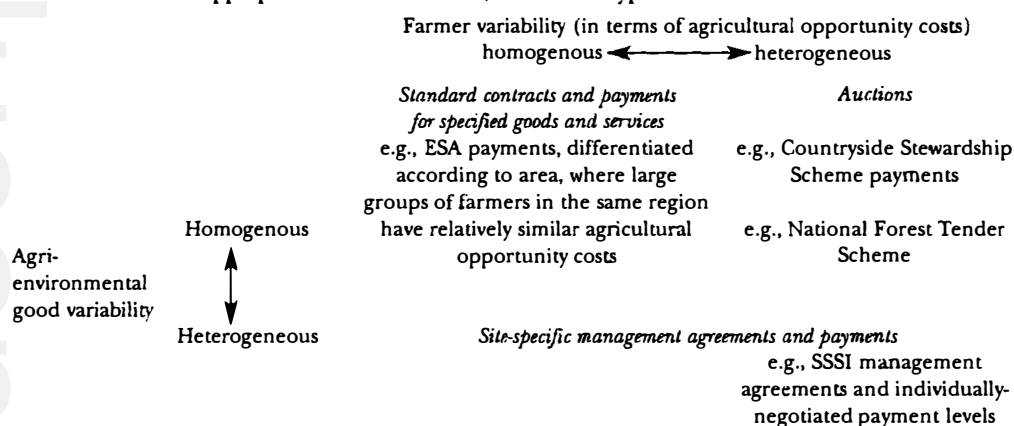 Farmer variability (in terms of agricultural opportunity costs)
homogenous heterogeneous
Standard contracts and payments
for specified goods and services
Auctions
e.g., ESA payments, differentiated
according to area, where large
groups of farmers in the same region
have relatively similar agricultural
opportunity costs
e.g., Countryside Stewardship
Scheme payments
e.g., National Forest Tender
Scheme
Agri-
environmental
good variability
Homogenous
Heterogeneous
Site-specific management agreements and payments
e.g., SSSI management
agreements and individually-
negotiated payment levels